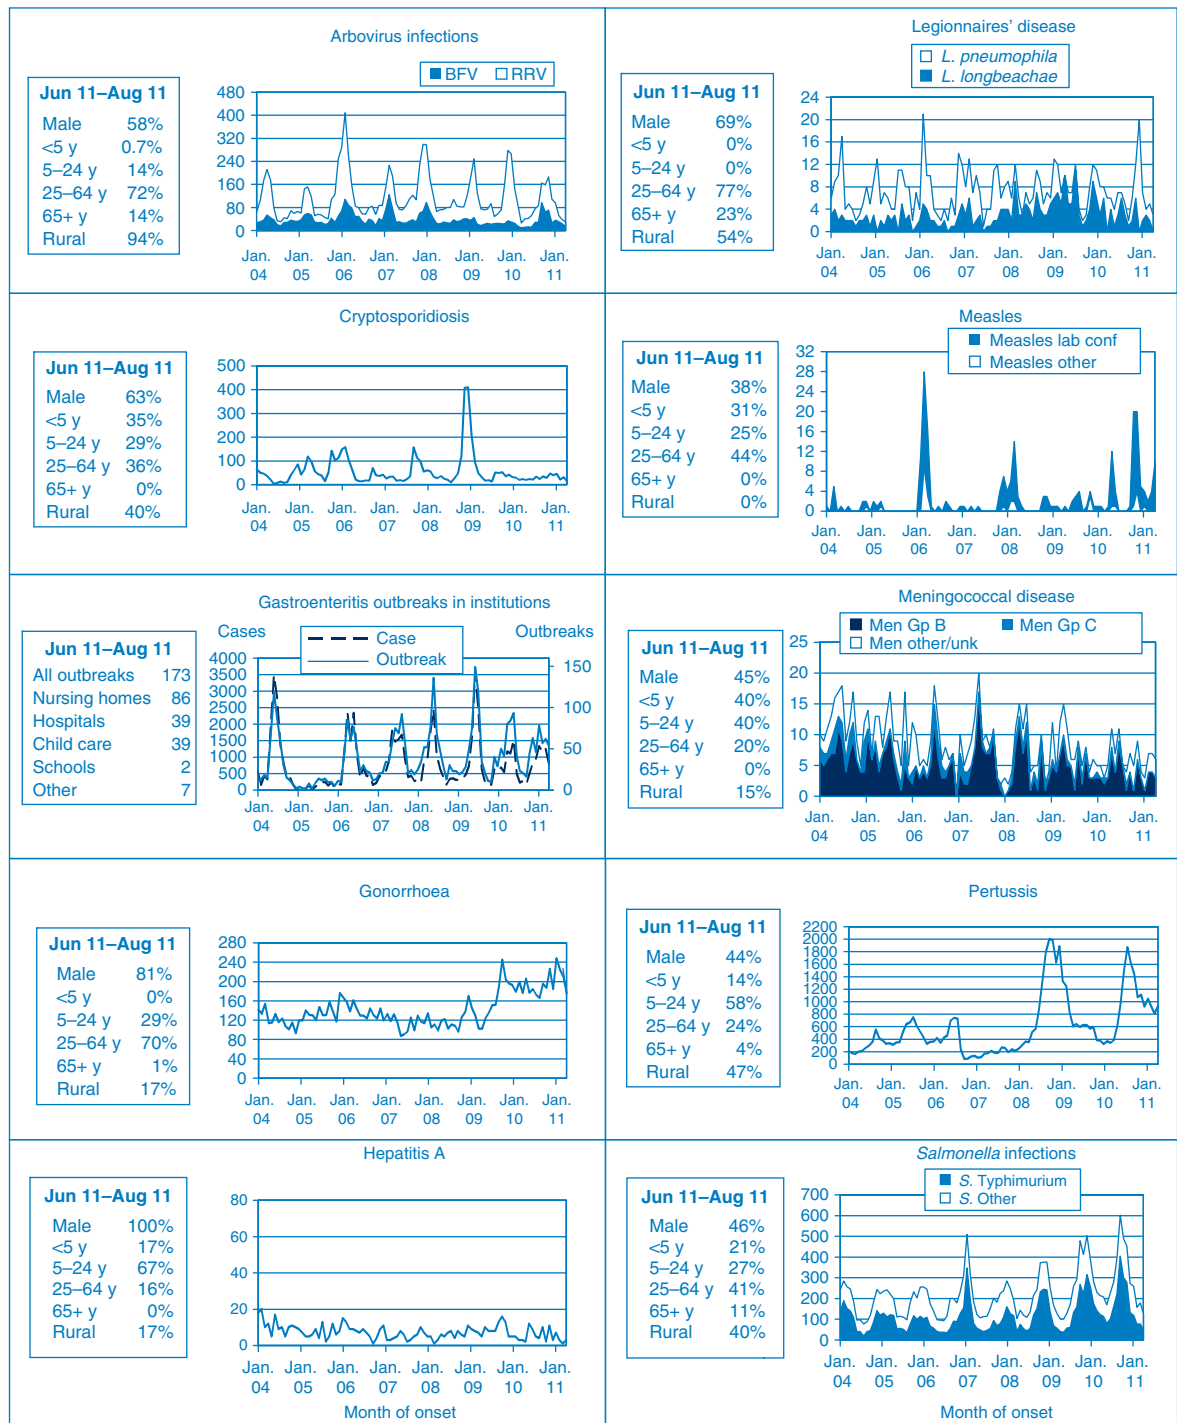 Arbovirus infections
BFV RRV
Jun 11–Aug 11
Male 58%
<5 y 0.7%
5–24 y 14%
25–64 y 72%
65+ y 14%
Rural 94%
480
400
320
240
160
80
0
Jan. Jan. Jan. Jan. Jan. Jan. Jan. Jan.
04 05 06 07 08 09 10 11
Legionnaires' disease
L. pneumophila
L. longbeachae
Jun 11–Aug 11
Male 69%
<5 y 0%
5–24 y 0%
25–64 y 77%
65+ y 23%
Rural 54%
24
20
16
12
8
4
0
Jan. Jan. Jan. Jan. Jan. Jan. Jan. Jan.
04 05 06 07 08 09 10 11
Cryptosporidiosis
Jun 11–Aug 11
Male 63%
<5 y 35%
5–24 y 29%
25–64 y 36%
65+ y 0%
Rural 40%
500
400
300
200
100
0
Jan. Jan. Jan. Jan. Jan. Jan. Jan. Jan.
04 05 06 07 08 09 10 11
Measles
Measles lab conf
Measles other
Jun 11–Aug 11
Male 38%
<5 y 31%
5–24 y 25%
25–64 y 44%
65+ y 0%
Rural 0%
32
28
24
20
16
12
8
4
0
Jan. Jan. Jan. Jan. Jan. Jan. Jan. Jan.
04 05 06 07 08 09 10 11
Gastroenteritis outbreaks in institutions
Cases Outbreaks
Case
Outbreak
Jun 11–Aug 11
All outbreaks 173
Nursing homes 86
Hospitals 39
Child care 39
Schools 2
Other 7
4000
3500
3000
2500
2000
1500
1000
500
0
150
100
50
0
Jan. Jan. Jan. Jan. Jan. Jan. Jan. Jan.
04 05 06 07 08 09 10 11
Meningococcal disease
Men Gp B Men Gp C
Men other/unk
Jun 11–Aug 11
Male 45%
<5 y 40%
5–24 y 40%
25–64 y 20%
65+ y 0%
Rural 15%
25
20
15
10
5
0
Jan. Jan. Jan. Jan. Jan. Jan. Jan. Jan.
04 05 06 07 08 09 10 11
Gonorrhoea
Jun 11–Aug 11
Male 81%
<5 y 0%
5–24 y 29%
25–64 y 70%
65+ y 1%
Rural 17%
280
240
200
160
120
80
40
0
Jan. Jan. Jan. Jan. Jan. Jan. Jan. Jan.
04 05 06 07 08 09 10 11
Pertussis
Jun 11–Aug 11
Male 44%
<5 y 14%
5–24 y 58%
25–64 y 24%
65+ y 4%
Rural 47%
2200
2000
1800
1600
1400
1200
1000
800
600
400
200
0
Jan. Jan. Jan. Jan. Jan. Jan. Jan. Jan.
04 05 06 07 08 09 10 11
Hepatitis A
Jun 11–Aug 11
Male 100%
<5 y 17%
5–24 y 67%
25–64 y 16%
65+ y 0%
Rural 17%
80
60
40
20
0
Jan. Jan. Jan. Jan. Jan. Jan. Jan. Jan.
04 05 06 07 08 09 10 11
Month of onset
Salmonella infections
S. Typhimurium
S. Other
Jun 11–Aug 11
Male 46%
<5 y 21%
5–24 y 27%
25–64 y 41%
65+ y 11%
Rural 40%
700
600
500
400
300
200
100
0
Jan. Jan. Jan. Jan. Jan. Jan. Jan. Jan.
04 05 06 07 08 09 10 11
Month of onset